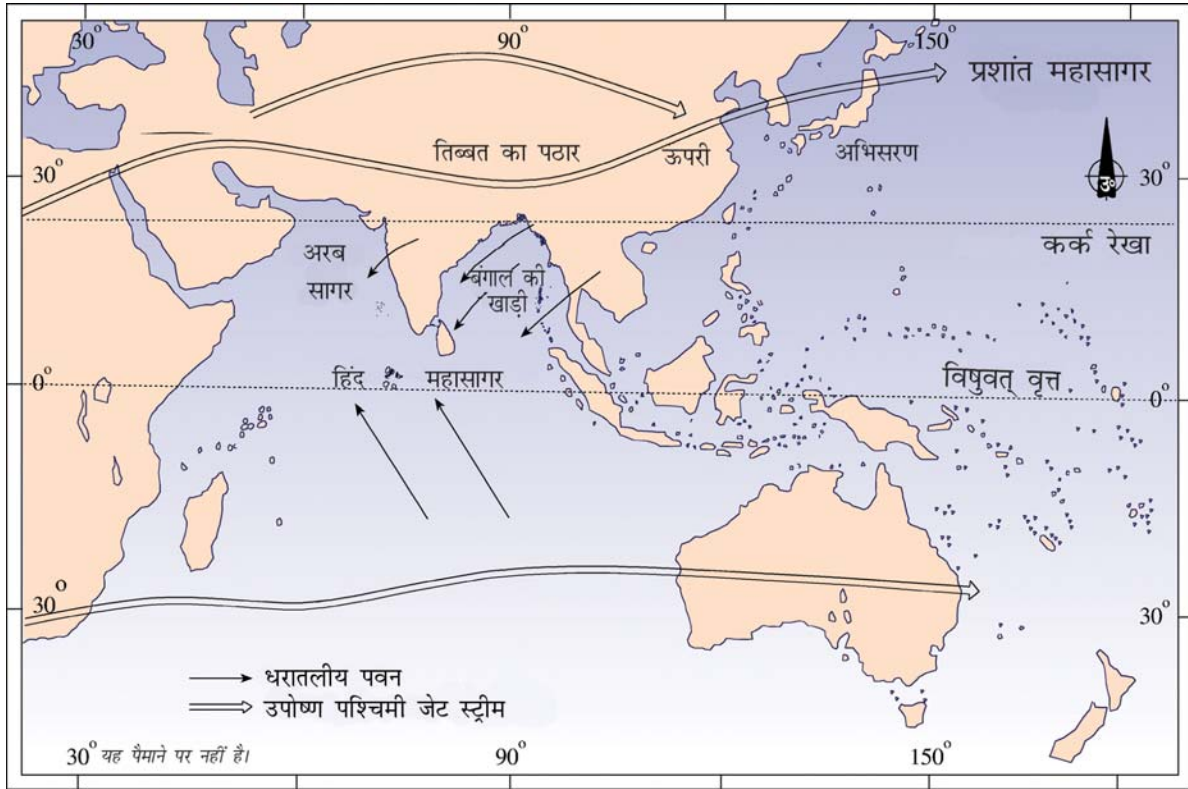 30°
90°
150°
प्रशांत महासागर
तिब्बत का पठार
ऊपरी
अभिसरण
30°
30°
उ॰
कर्क रेखा
अरब
सागर
बंगाल की
खाड़ी
0°
हिंद
महासागर
विषुवत् वृत्त
0°
30°
30°
धरातलीय पवन
उपोष्ण पश्चिमी जेट स्ट्रीम
30°
यह पैमाने पर नहीं है।
90°
150°